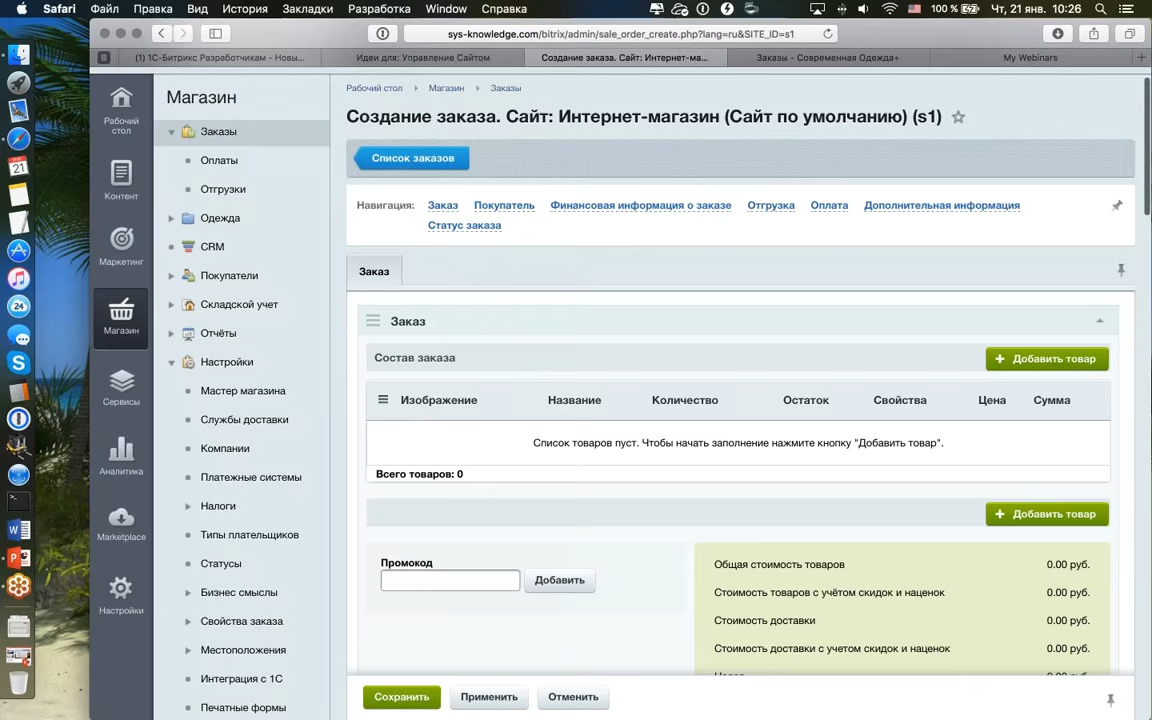 Safari Файл Правка Вид История Закладки Разработка Window Справка 100 % Чт, 21 янв. 10:26
sys-knowledge.com/bitrix/admin/sale_order_create.php?lang=ru&SITE_ID=s1
B (1) 1С-Битрикс Разработчикам - Новы... Идеи для: Управление Сайтом Создание заказа. Сайт: Интернет-ма... Заказы - Современная Одежда+ My Webinars
Рабочий стол
Контент
Маркетинг
Магазин
Сервисы
Аналитика
Marketplace
Настройки
Магазин
Заказы
Оплаты
Отгрузки
Одежда
CRM
Покупатели
Складской учет
Отчёты
Настройки
Мастер магазина
Службы доставки
Компании
Платежные системы
Налоги
Типы плательщиков
Статусы
Бизнес смыслы
Свойства заказа
Местоположения
Интеграция с 1С
Печатные формы
Рабочий стол Магазин Заказы
Создание заказа. Сайт: Интернет-магазин (Сайт по умолчанию) (s1)
Список заказов
Навигация: Заказ Покупатель Финансовая информация о заказе Отгрузка Оплата Дополнительная информация
Статус заказа
Заказ
Заказ
Состав заказа + Добавить товар
Изображение Название Количество Остаток Свойства Цена Сумма
Список товаров пуст. Чтобы начать заполнение нажмите кнопку "Добавить товар".
Всего товаров: 0
+ Добавить товар
Промокод
Добавить
Общая стоимость товаров 0.00 руб.
Стоимость товаров с учётом скидок и наценок 0.00 руб.
Стоимость доставки 0.00 руб.
Стоимость доставки с учетом скидок и наценок 0.00 руб.
Сохранить Применить Отменить
21
24